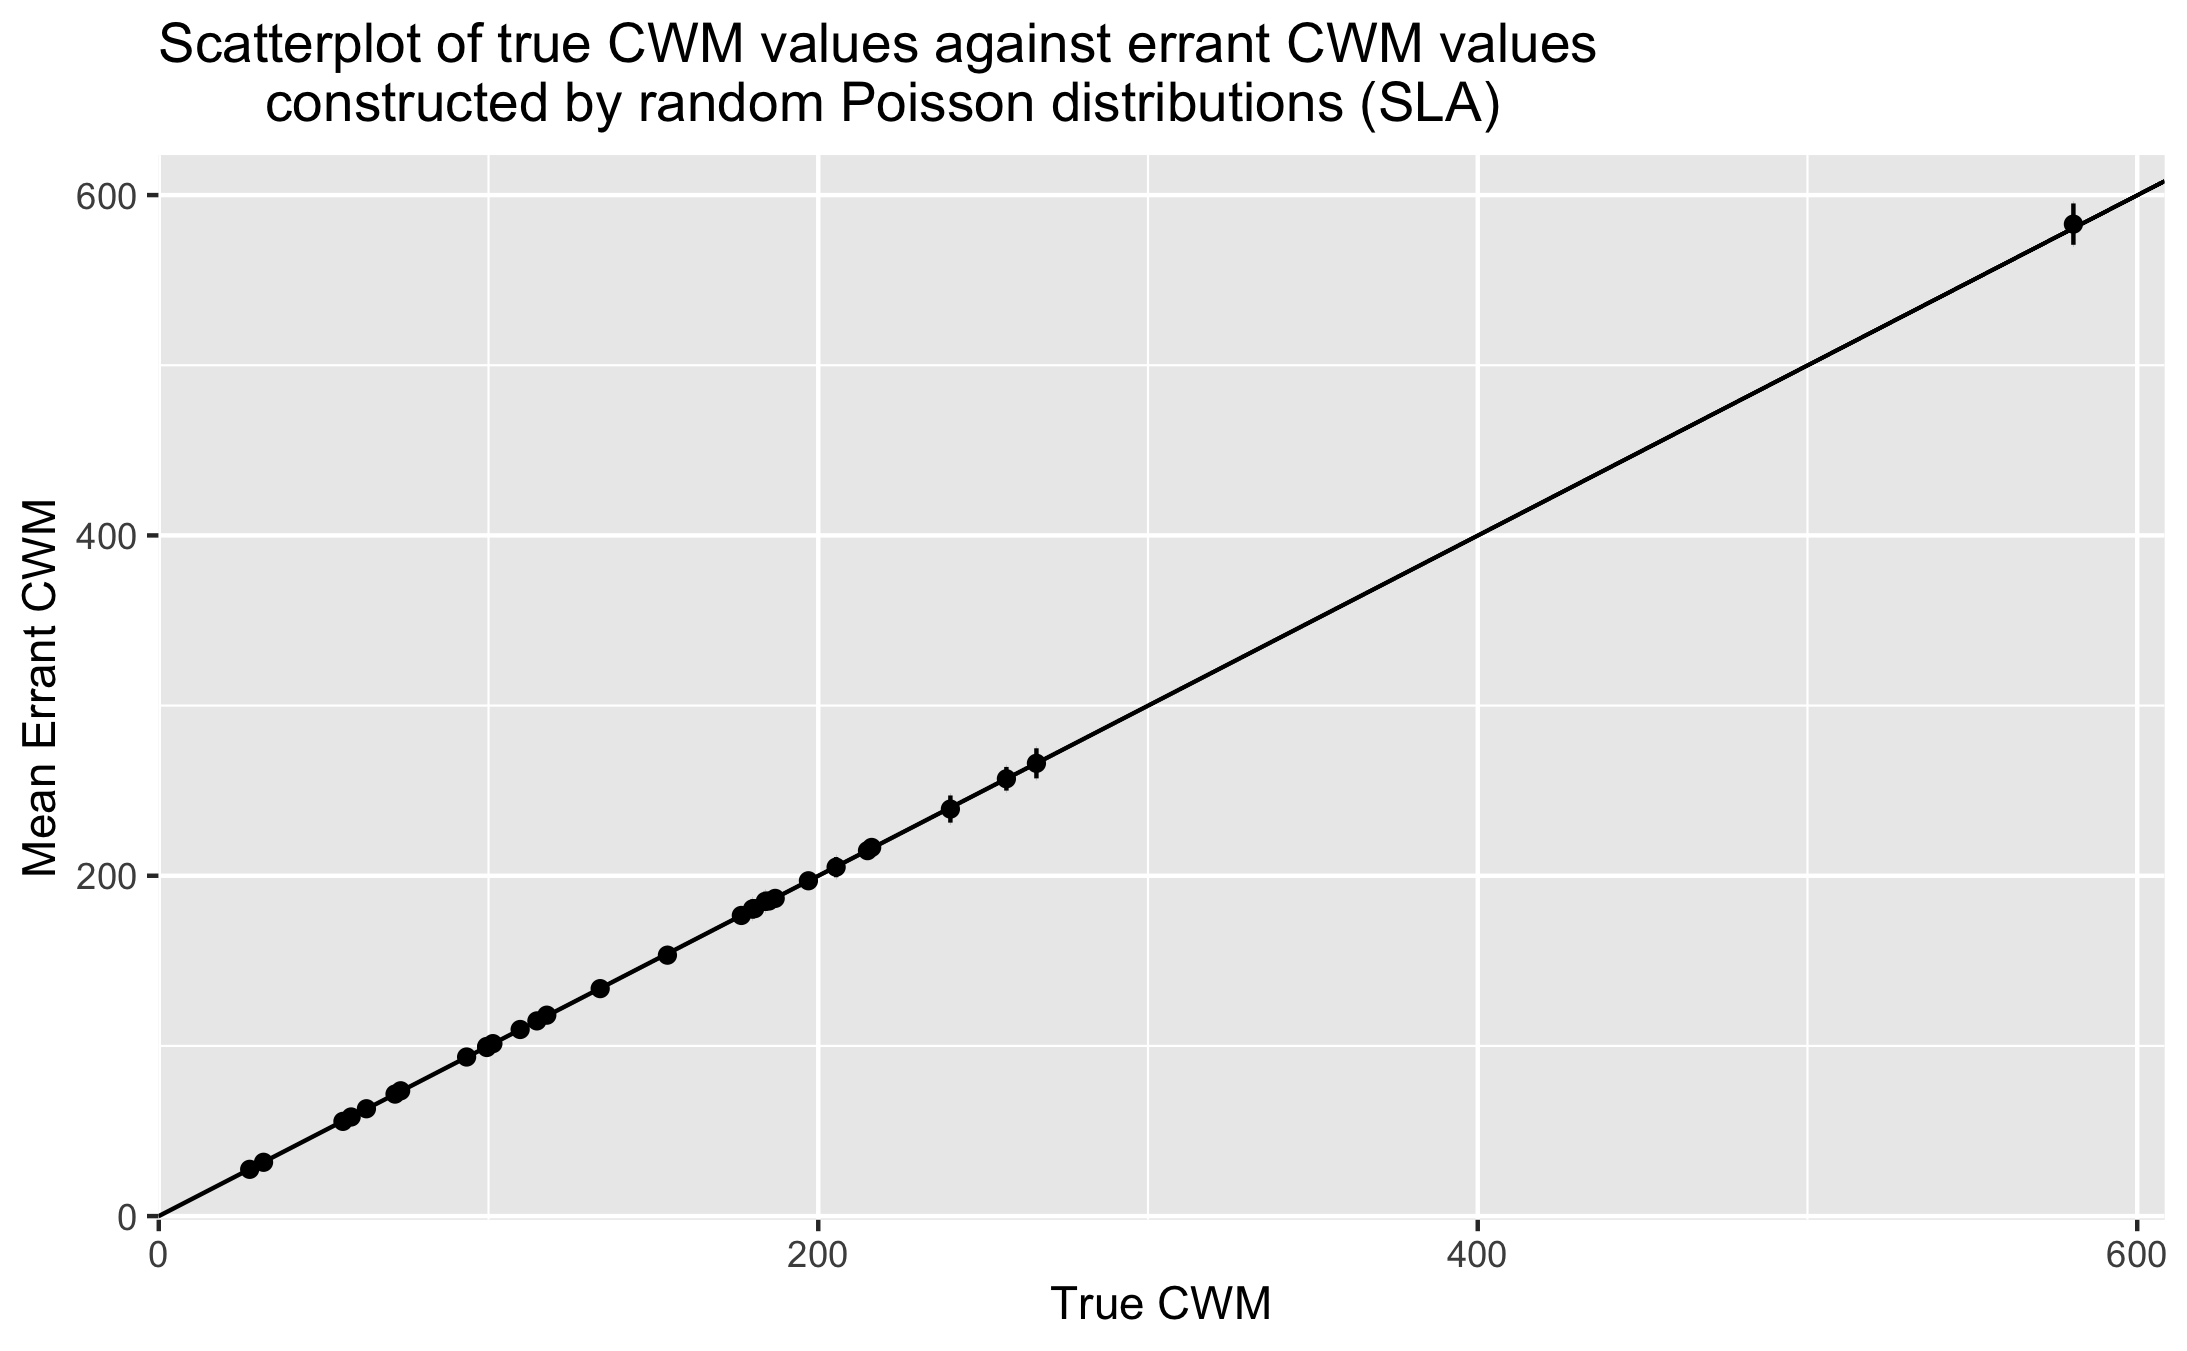 Scatterplot of true CWM values against errant CWM values
constructed by random Poisson distributions (SLA)
Mean Errant CWM
600
400
200
0
0 200 400 600
True CWM